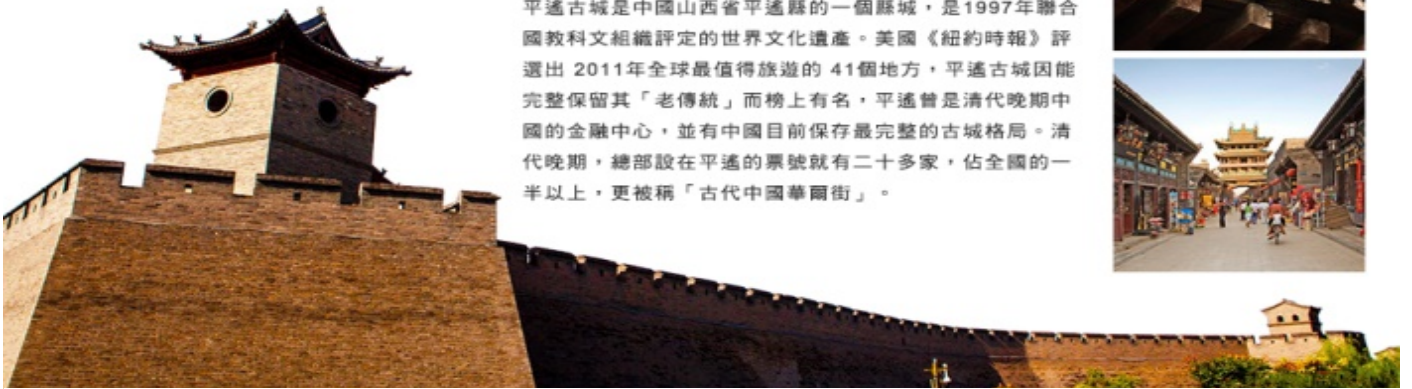 平遙古城是中國山西省平遙縣的一個縣城，是1997年聯合
國教科文組織評定的世界文化遺產。美國《紐約時報》評
選出 2011年全球最值得旅遊的 41個地方，平遙古城因能
完整保留其「老傳統」而榜上有名，平遙曾是清代晚期中
國的金融中心，並有中國目前保存最完整的古城格局。清
代晚期，總部設在平遙的票號就有二十多家，佔全國的一
半以上，更被稱「古代中國華爾街」。